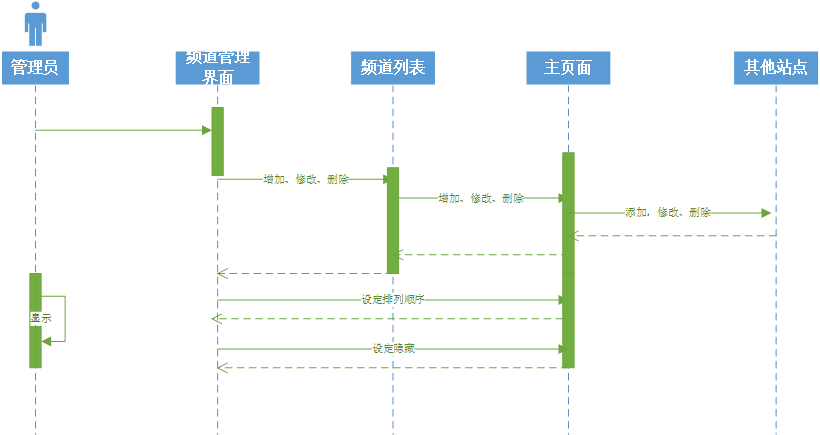 管理员
频道管理
界面
频道列表
主页面
其他站点
增加、修改、删除
增加、修改、删除
添加，修改、删除
设定排列顺序
显示
设定隐藏